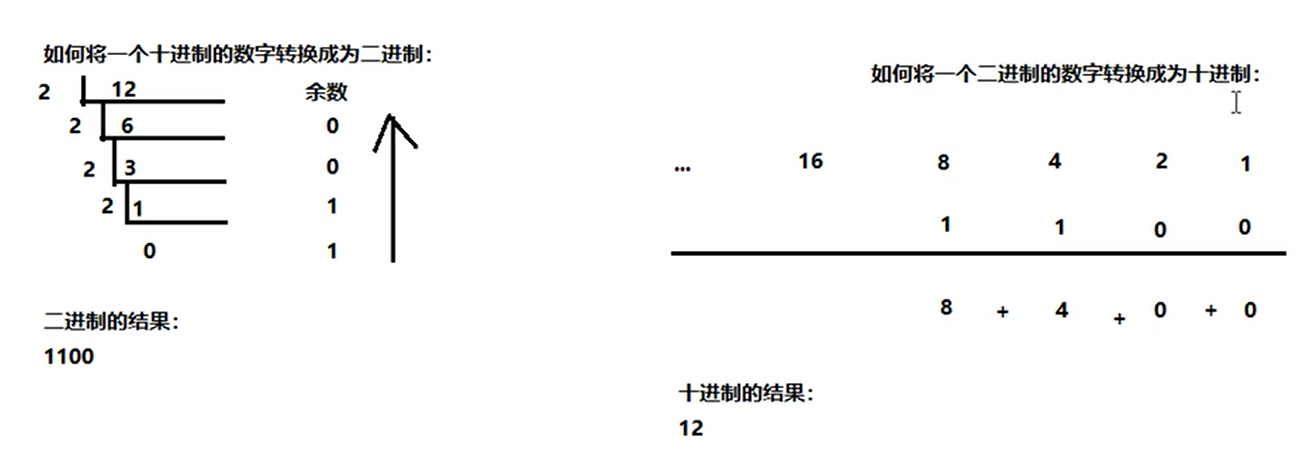 如何将一个十进制的数字转换成为二进制：
2 12 余数
2 6 0
2 3 0
2 1 1
0 1
二进制的结果：
1100
如何将一个二进制的数字转换成为十进制：
... 16 8 4 2 1
1 1 0 0
8 + 4 + 0 + 0
十进制的结果：
12